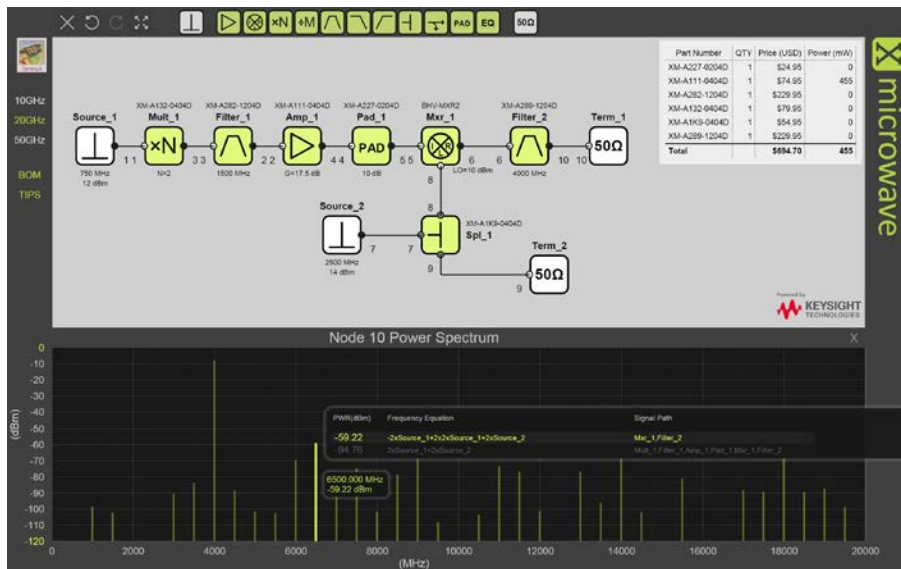 ×N ÷M PAD EQ 50Ω
10GHz
20GHz
50GHz
BOM
TIPS
X microwave
Part Number QTY Price (USD) Power (mW)
XM-A227-0204D 1 $24.95 0
XM-A111-0404D 1 $74.95 455
XM-A282-1204D 1 $229.95 0
XM-A132-0404D 1 $79.95 0
XM-A1K9-0404D 1 $54.95 0
XM-A289-1204D 1 $229.95 0
Total $694.70 455
XM-A132-0404D XM-A282-1204D XM-A111-0404D XM-A227-0204D BHV-MXR2 XM-A289-1204D
Source_1 Mult_1 Filter_1 Amp_1 Pad_1 Mxr_1 Filter_2 Term_1
×N PAD I R 50Ω
1 1 3 3 2 2 4 4 5 5 6 6 10 10
750 MHz N=2 1500 MHz G=17.5 dB 10 dB LO=10 dBm 4000 MHz
12 dBm
8
8
Source_2 XM-A1K9-0404D
Spl_1
7 7
2500 MHz
14 dBm
9
Term_2
50Ω
9
Powered by
KEYSIGHT
TECHNOLOGIES
Node 10 Power Spectrum X
(dBm)
0
-10
-20
-30
-40
-50
-60
-70
-80
-90
-100
-110
-120
PWR(dBm) Frequency Equation Signal Path
-59.22 -2xSource_1+2x2xSource_1+2xSource_2 Mxr_1,Filter_2
-94.76 2xSource_1+2xSource_2 Mult_1,Filter_1,Amp_1,Pad_1,Mxr_1,Filter_2
6500.000 MHz
-59.22 dBm
0 2000 4000 6000 8000 10000 12000 14000 16000 18000 20000
(MHz)